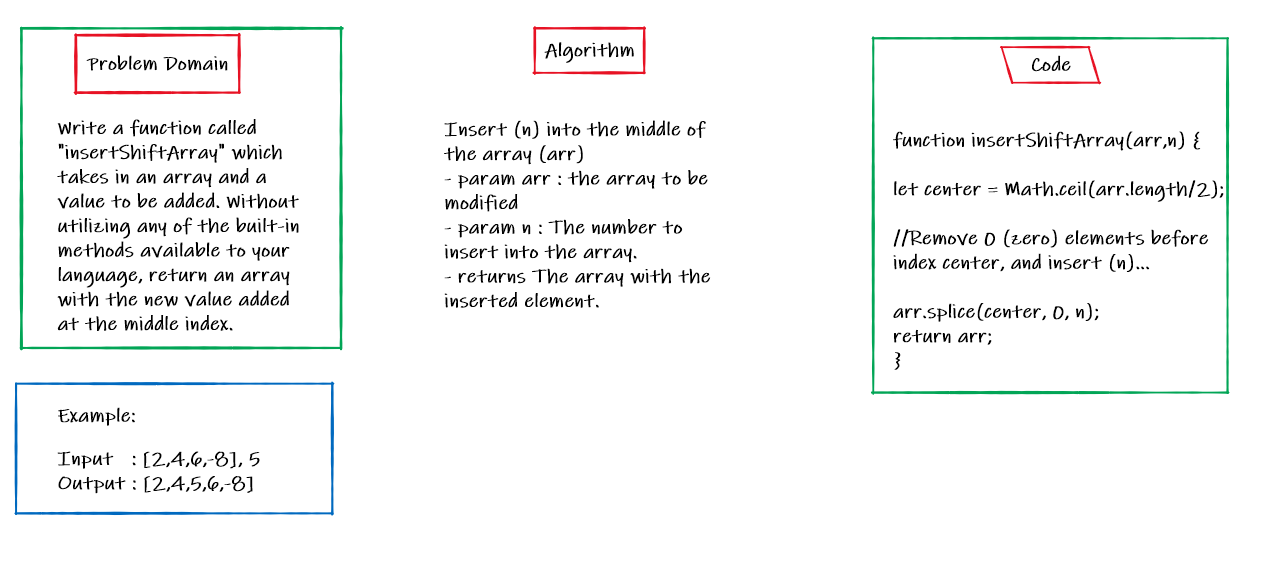 Problem Domain
Write a function called
"insertShiftArray" which
takes in an array and a
value to be added. Without
utilizing any of the built-in
methods available to your
language, return an array
with the new value added
at the middle index.
Example:
Input : [2,4,6,-8], 5
Output : [2,4,5,6,-8]
Algorithm
Insert (n) into the middle of
the array (arr)
- param arr : the array to be
modified
- param n : The number to
insert into the array.
- returns The array with the
inserted element.
Code
function insertShiftArray(arr,n) {
let center = Math.ceil(arr.length/2);
//Remove 0 (zero) elements before
index center, and insert (n)...
arr.splice(center, 0, n);
return arr;
}